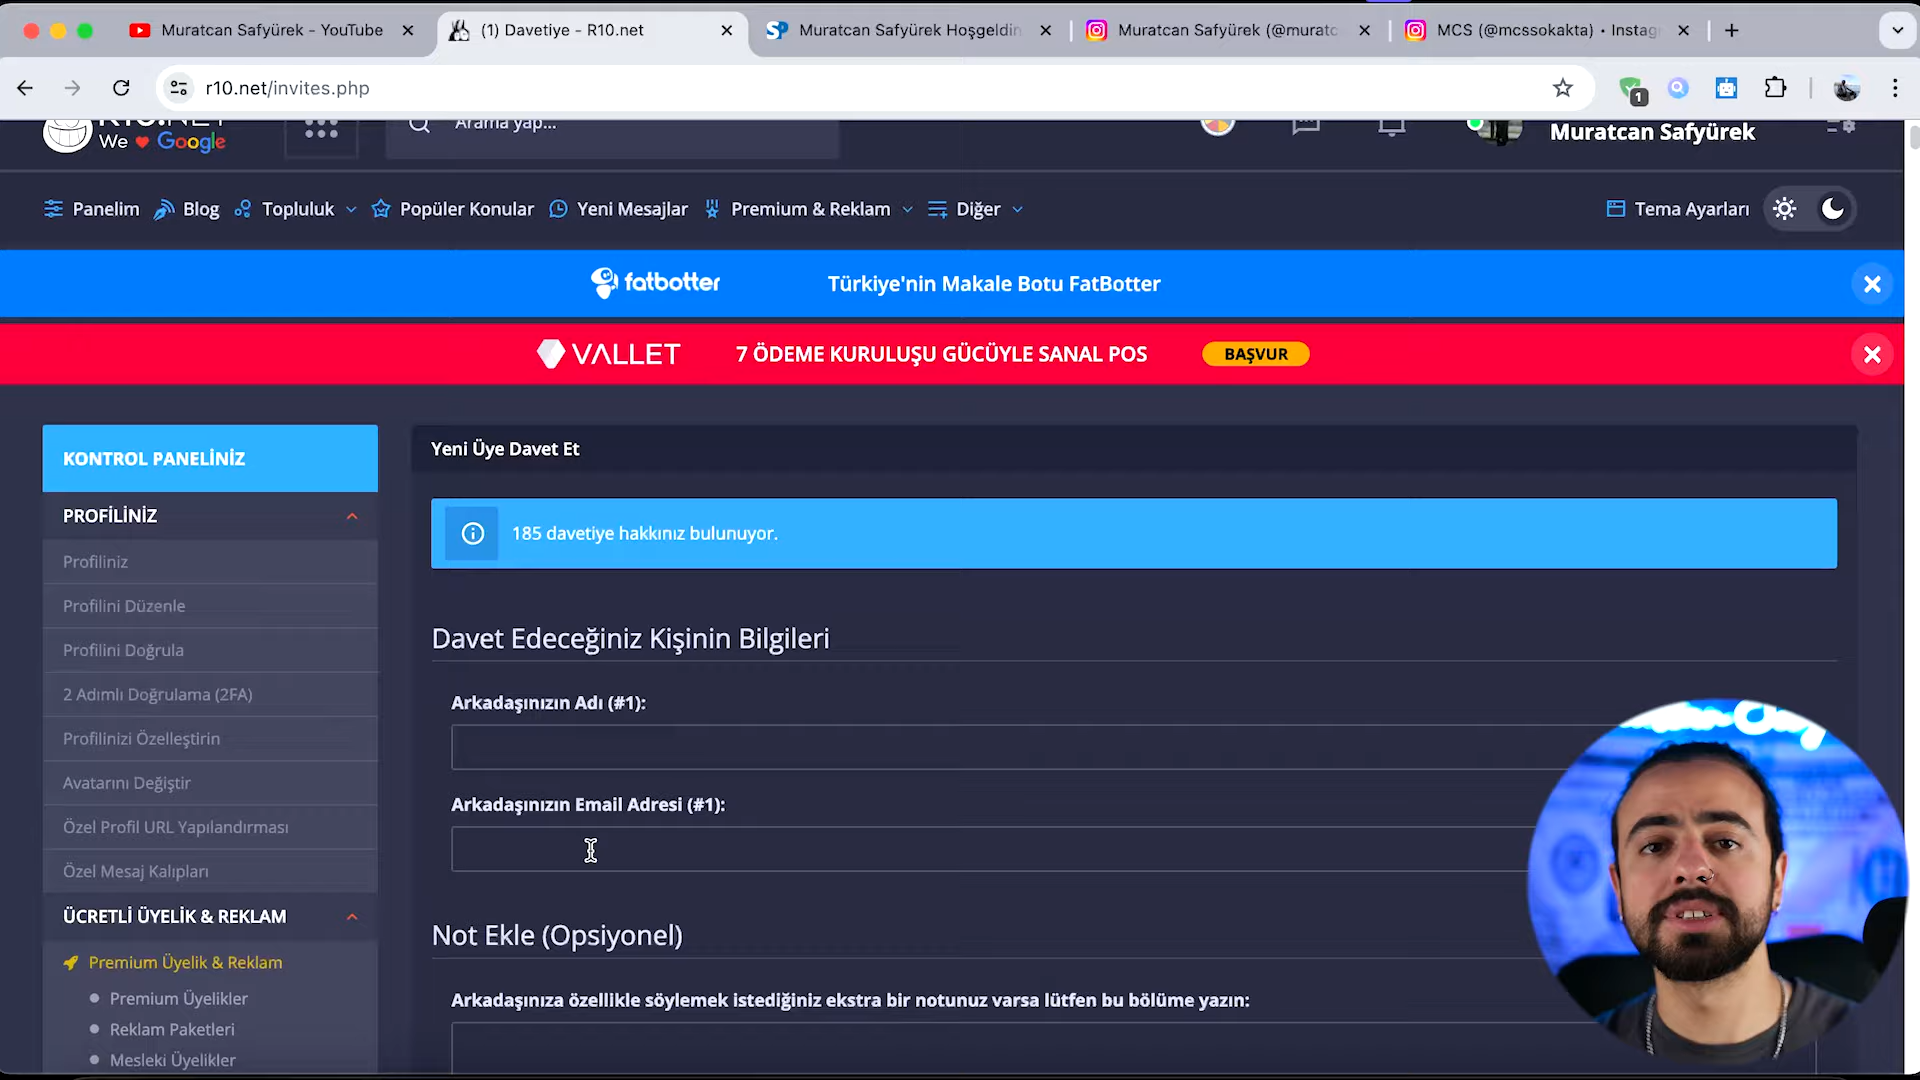 Muratcan Safyürek - YouTube
(1) Davetiye - R10.net
Muratcan Safyürek Hoşgeldin
Muratcan Safyürek (@muratc
MCS (@mcssokakta) • Instag
r10.net/invites.php
1
R10.NET
We ♥ Google
Arama yap...
Muratcan Safyürek
Panelim
Blog
Topluluk
Popüler Konular
Yeni Mesajlar
Premium & Reklam
Diğer
Tema Ayarları
fatbotter
Türkiye'nin Makale Botu FatBotter
VALLET
7 ÖDEME KURULUŞU GÜCÜYLE SANAL POS
BAŞVUR
KONTROL PANELİNİZ
PROFİLİNİZ
Profiliniz
Profilini Düzenle
Profilini Doğrula
2 Adımlı Doğrulama (2FA)
Profilinizi Özelleştirin
Avatarını Değiştir
Özel Profil URL Yapılandırması
Özel Mesaj Kalıpları
ÜCRETLİ ÜYELİK & REKLAM
Premium Üyelik & Reklam
Premium Üyelikler
Reklam Paketleri
Mesleki Üyelikler
Yeni Üye Davet Et
185 davetiye hakkınız bulunuyor.
Davet Edeceğiniz Kişinin Bilgileri
Arkadaşınızın Adı (#1):
Arkadaşınızın Email Adresi (#1):
Not Ekle (Opsiyonel)
Arkadaşınıza özellikle söylemek istediğiniz ekstra bir notunuz varsa lütfen bu bölüme yazın: